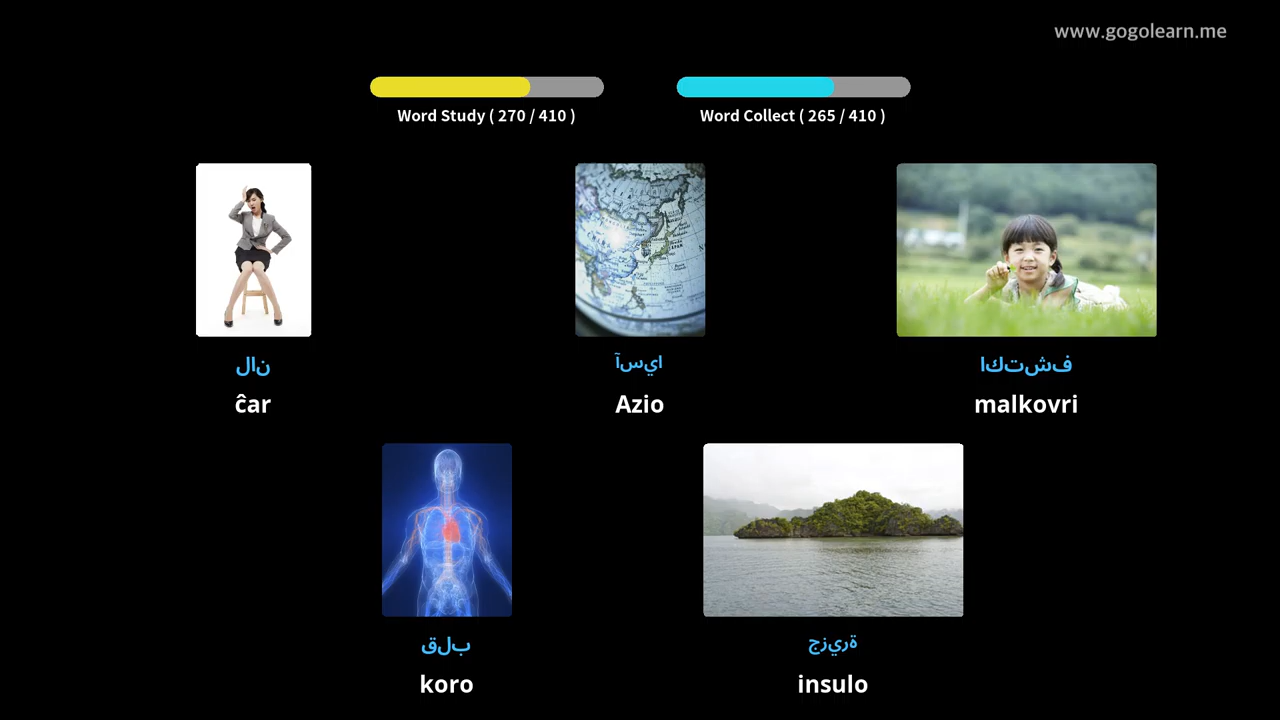 www.gogolearn.me
Word Study ( 270 / 410 )
Word Collect ( 265 / 410 )
لان
ĉar
آسيا
Azio
اكتشف
malkovri
قلب
koro
جزيرة
insulo